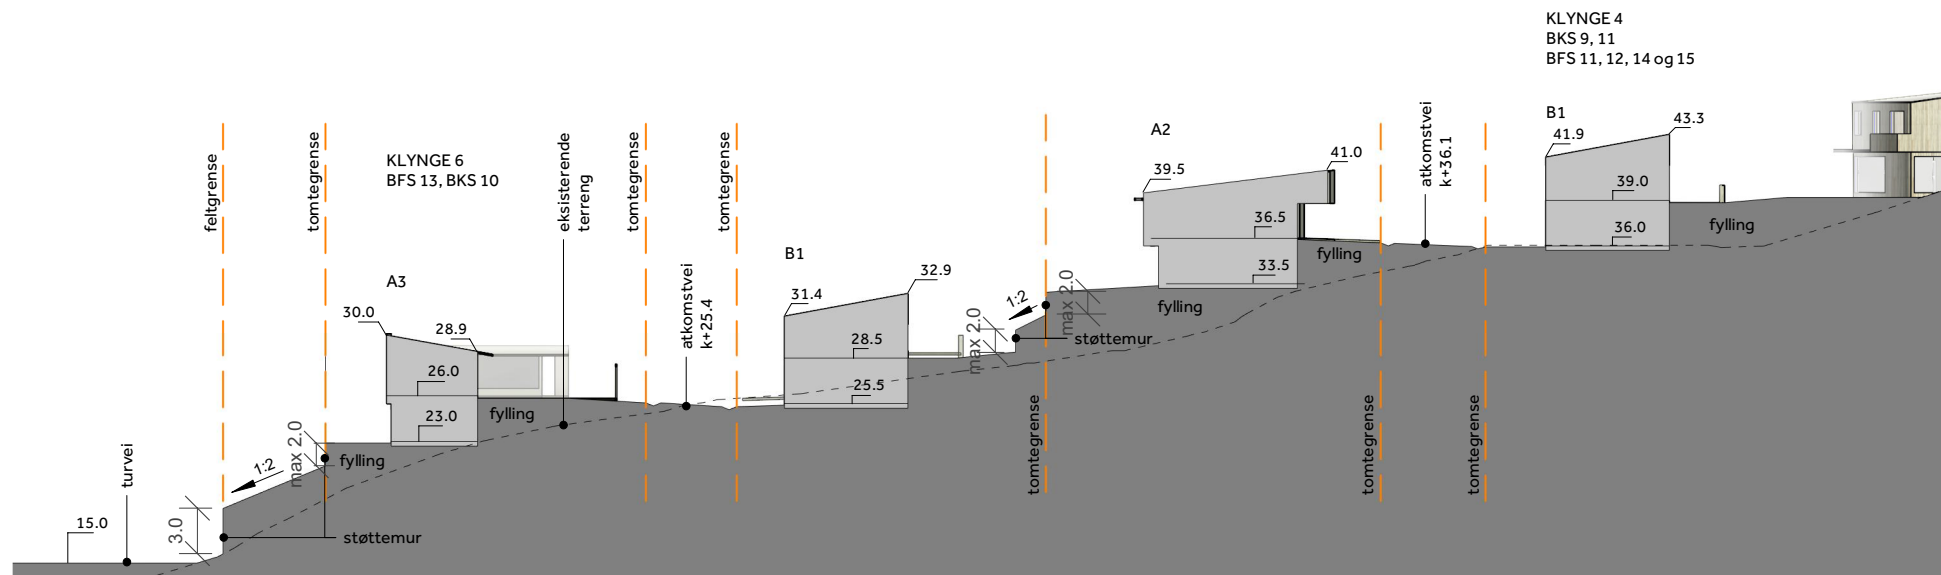 KLYNGE 4
BKS 9, 11
BFS 11, 12, 14 og 15
B1
41.9
43.3
39.0
36.0
fylling
atkomstvei
k+36.1
A2
39.5
41.0
36.5
33.5
fylling
fylling
tomtegrense
tomtegrense
tomtegrense
max 2.0
max 2.0
1:2
støttemur
B1
31.4
32.9
28.5
25.5
atkomstvei
k+25.4
tomtegrense
tomtegrense
eksisterende
terreng
KLYNGE 6
BFS 13, BKS 10
A3
30.0
28.9
26.0
23.0
fylling
feltgrense
tomtegrense
max 2.0
fylling
1:2
3.0
støttemur
turvei
15.0